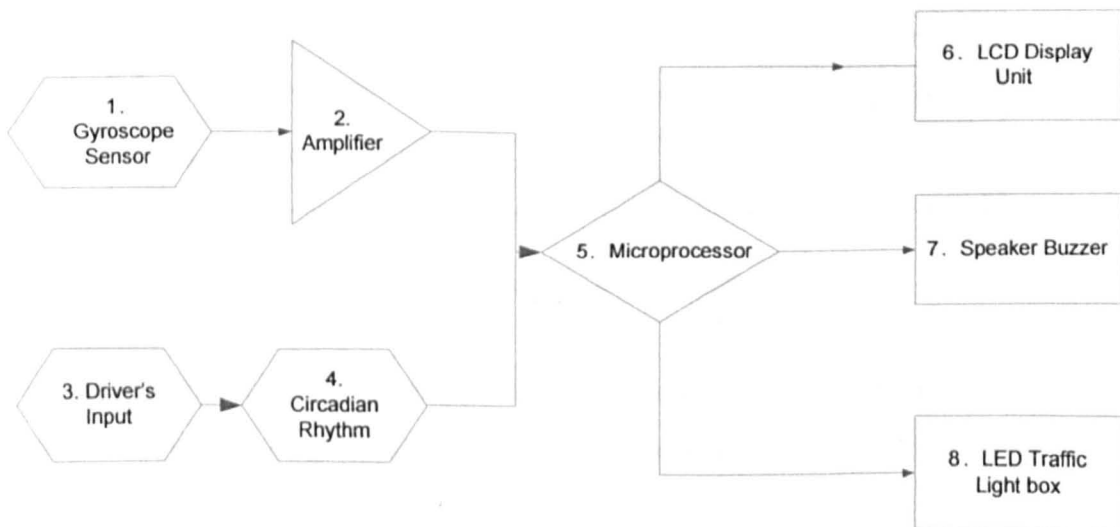 1.
Gyroscope
Sensor
2.
Amplifier
3. Driver's
Input
4.
Circadian
Rhythm
5. Microprocessor
6. LCD Display
Unit
7. Speaker Buzzer
8. LED Traffic
Light box